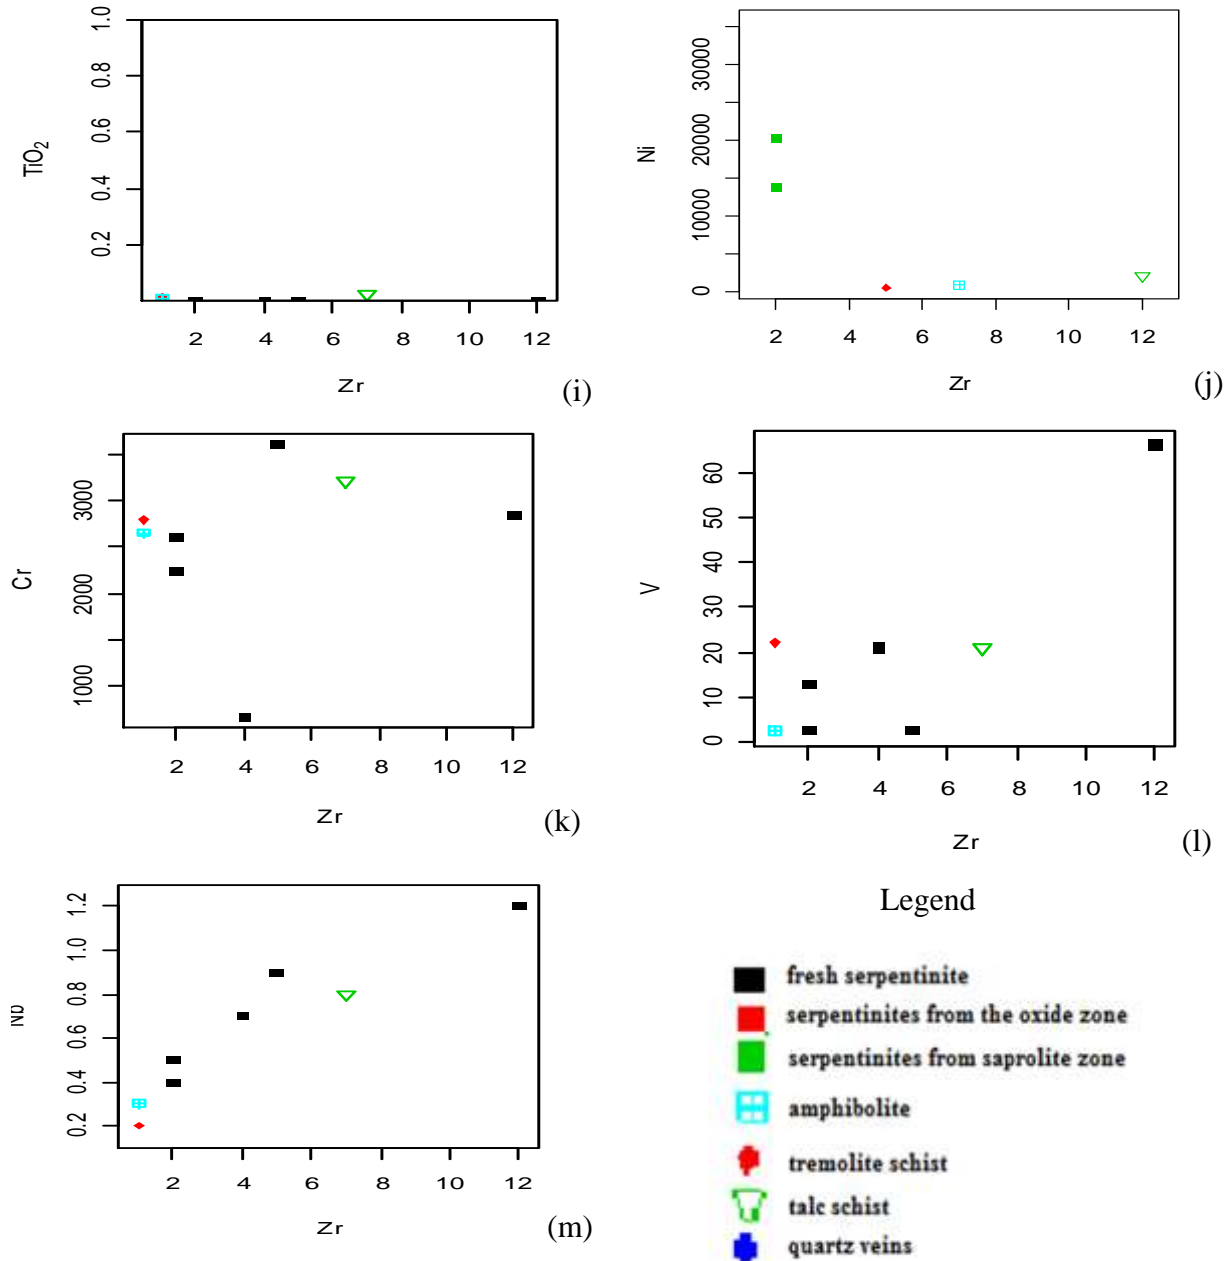 1.0
0.8
0.6
0.4
0.2
TiO2
2 4 6 8 10 12
Zr
(i)
30000
20000
10000
0
Ni
2 4 6 8 10 12
Zr
(j)
3000
2000
1000
Cr
2 4 6 8 10 12
Zr
(k)
60
50
40
30
20
10
0
V
2 4 6 8 10 12
Zr
(l)
1.2
1.0
0.8
0.6
0.4
0.2
Nb
2 4 6 8 10 12
Zr
(m)
Legend
fresh serpentinite
serpentinites from the oxide zone
serpentinites from saprolite zone
amphibolite
tremolite schist
talc schist
quartz veins